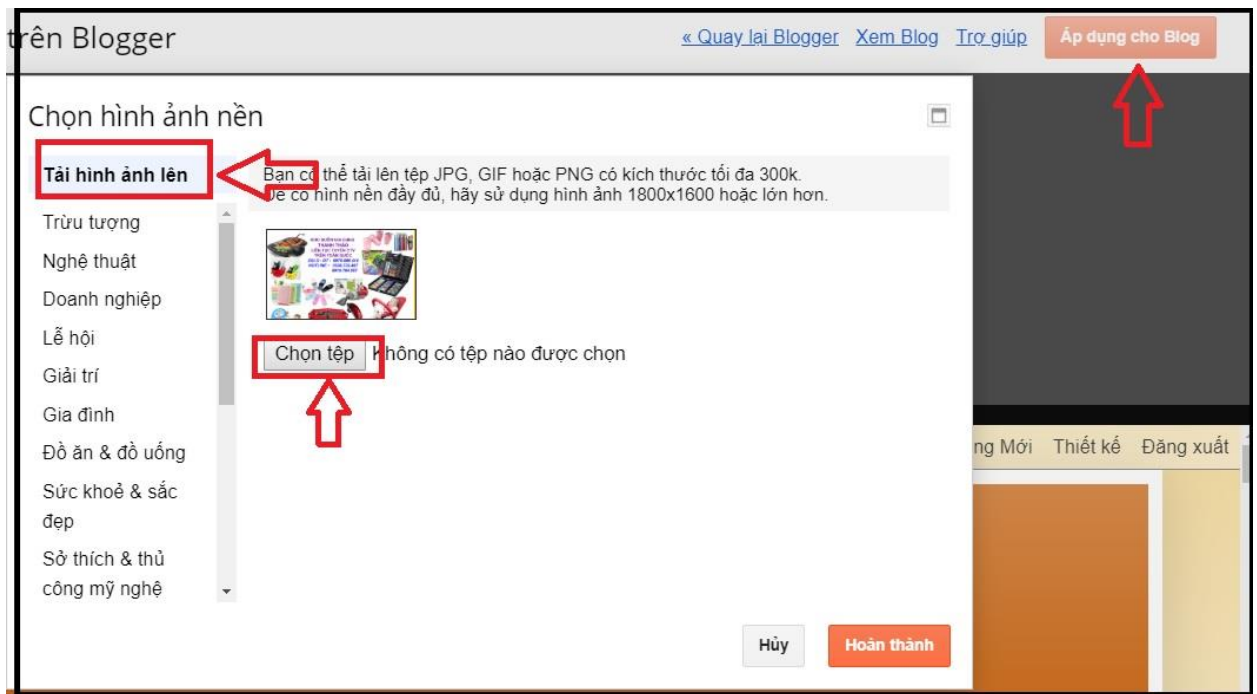 trên Blogger
« Quay lại Blogger Xem Blog Trợ giúp Áp dụng cho Blog
Chọn hình ảnh nền
Tải hình ảnh lên
Bạn có thể tải lên tệp JPG, GIF hoặc PNG có kích thước tối đa 300k.
Để có hình nền đầy đủ, hãy sử dụng hình ảnh 1800x1600 hoặc lớn hơn.
Trừu tượng
Nghệ thuật
Doanh nghiệp
Lễ hội
Giải trí
Gia đình
Đồ ăn & đồ uống
Sức khoẻ & sắc
đẹp
Sở thích & thủ
công mỹ nghệ
Chọn tệp Không có tệp nào được chọn
ng Mới Thiết kế Đăng xuất
Hủy Hoàn thành